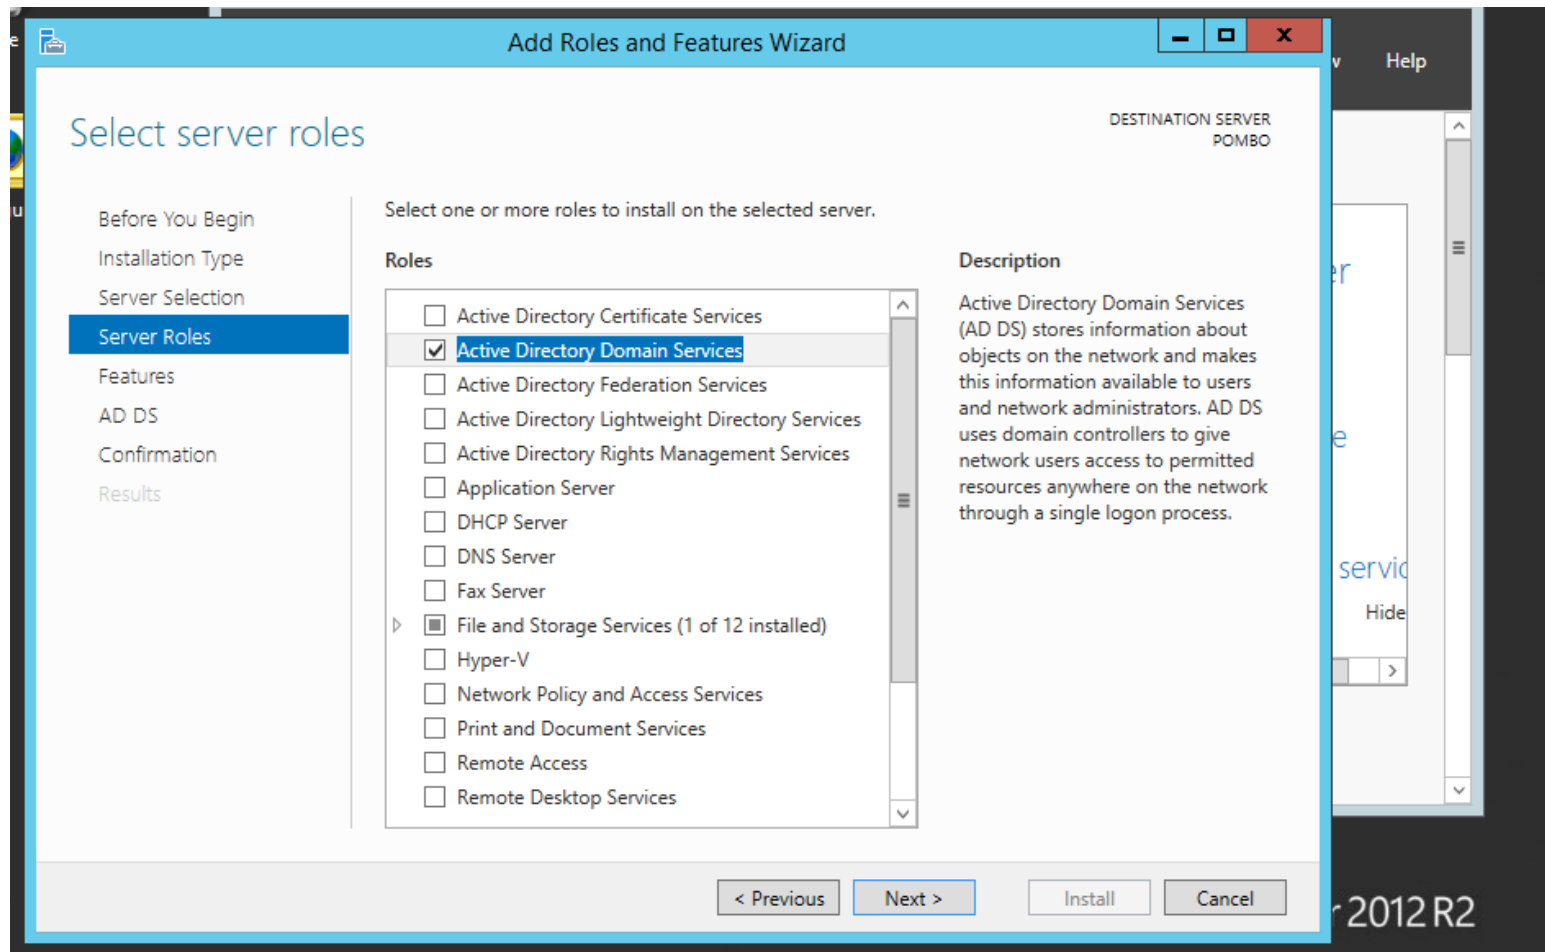 Add Roles and Features Wizard
Help
Select server roles
DESTINATION SERVER
POMBO
Before You Begin
Installation Type
Server Selection
Server Roles
Features
AD DS
Confirmation
Results
Select one or more roles to install on the selected server.
Roles
Active Directory Certificate Services
Active Directory Domain Services
Active Directory Federation Services
Active Directory Lightweight Directory Services
Active Directory Rights Management Services
Application Server
DHCP Server
DNS Server
Fax Server
File and Storage Services (1 of 12 installed)
Hyper-V
Network Policy and Access Services
Print and Document Services
Remote Access
Remote Desktop Services
Description
Active Directory Domain Services
(AD DS) stores information about
objects on the network and makes
this information available to users
and network administrators. AD DS
uses domain controllers to give
network users access to permitted
resources anywhere on the network
through a single logon process.
Hide
< Previous
Next >
Install
Cancel
2012 R2